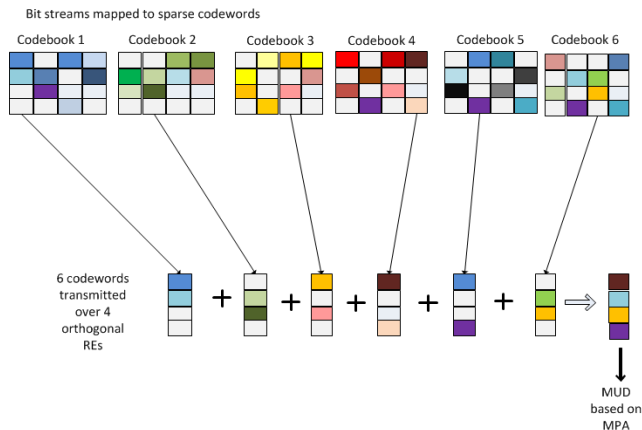 Bit streams mapped to sparse codewords
Codebook 1
Codebook 2
Codebook 3
Codebook 4
Codebook 5
Codebook 6
6 codewords
transmitted
over 4
orthogonal
REs
+
+
+
+
+
MUD
based on
MPA